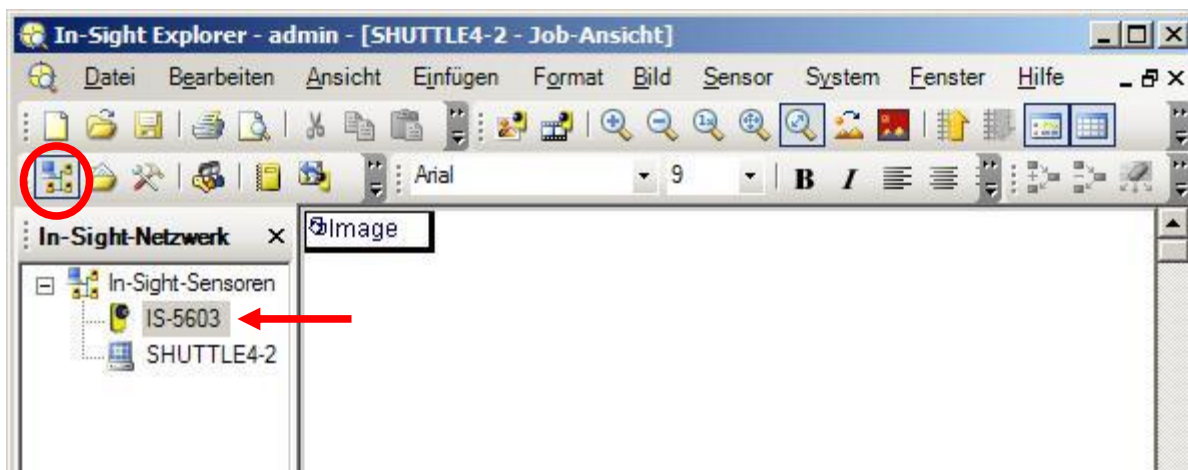 In-Sight Explorer - admin - [SHUTTLE4-2 - Job-Ansicht]
Datei Bearbeiten Ansicht Einfügen Format Bild Sensor System Fenster Hilfe
Arial 9 B I
In-Sight-Netzwerk
Image
In-Sight-Sensoren
IS-5603
SHUTTLE4-2